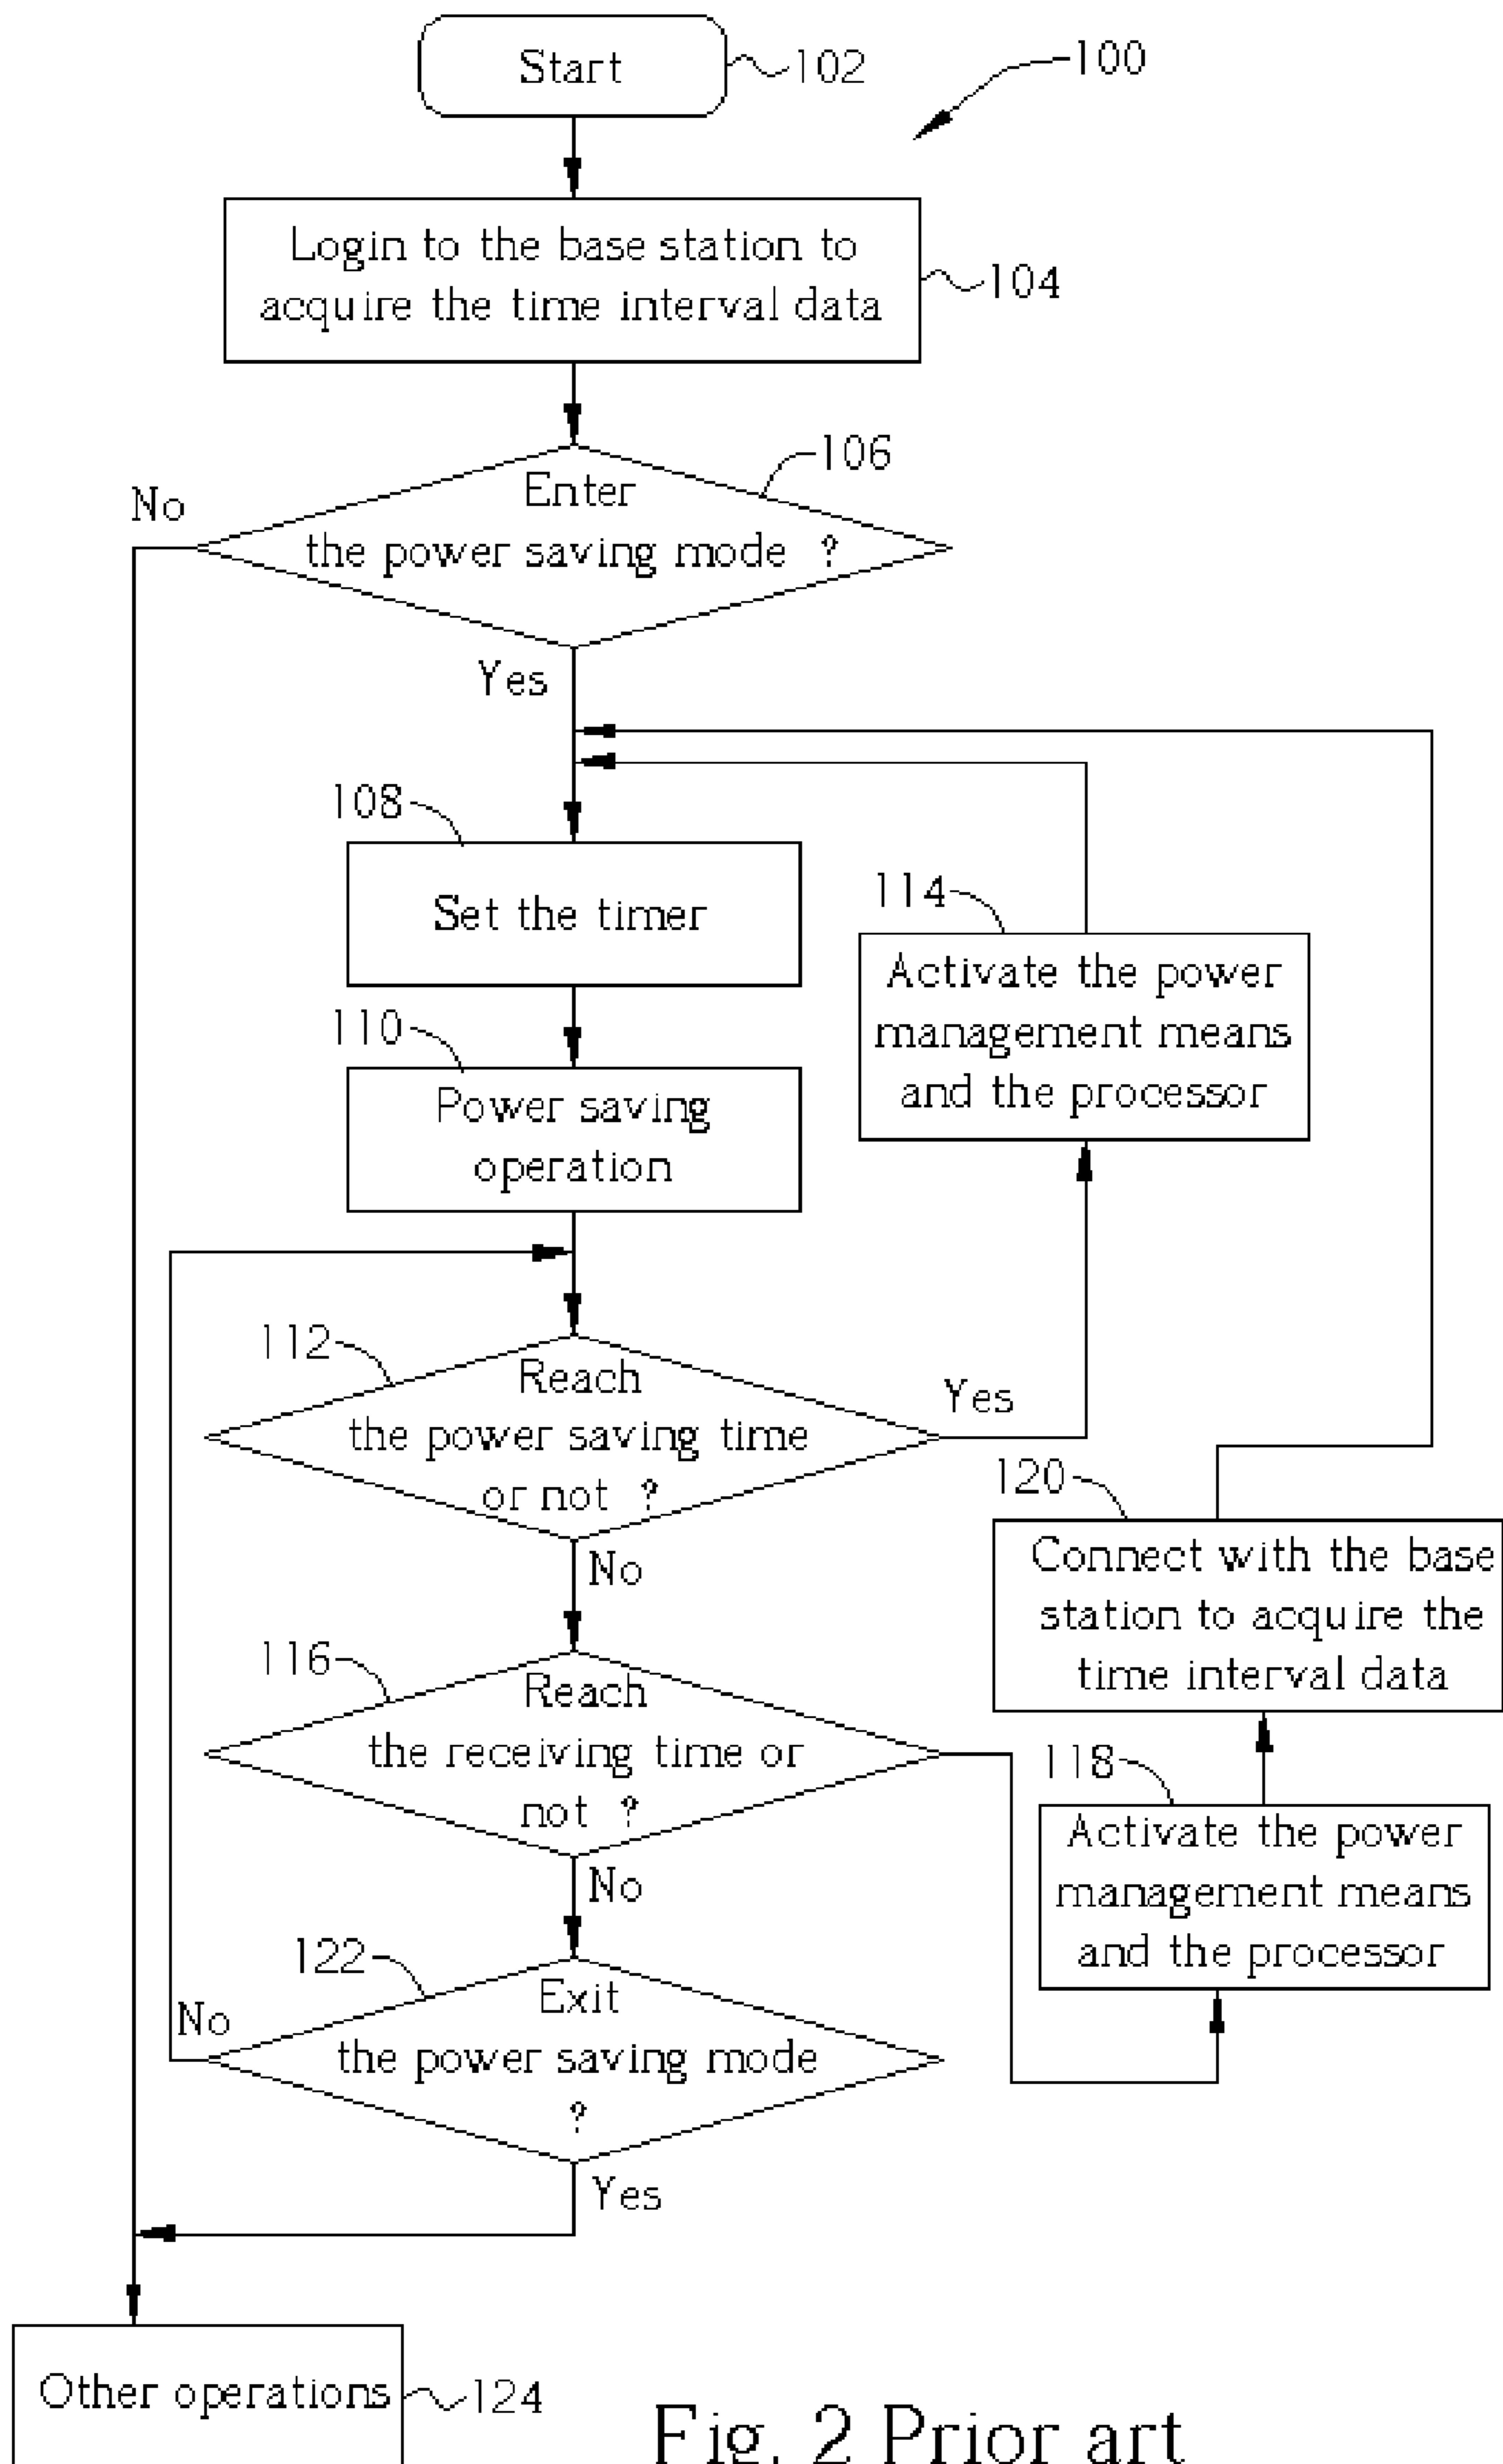 Start
102
100
Login to the base station to
acquire the time interval data
104
106
No
Enter
the power saving mode ?
Yes
108
Set the timer
114
Activate the power
management means
and the processor
110
Power saving
operation
112
Reach
the power saving time
or not ?
Yes
No
120
Connect with the base
station to acquire the
time interval data
116
Reach
the receiving time or
not ?
No
118
Activate the power
management means
and the processor
122
No
Exit
the power saving mode
?
Yes
Other operations
124
Fig. 2 Prior art